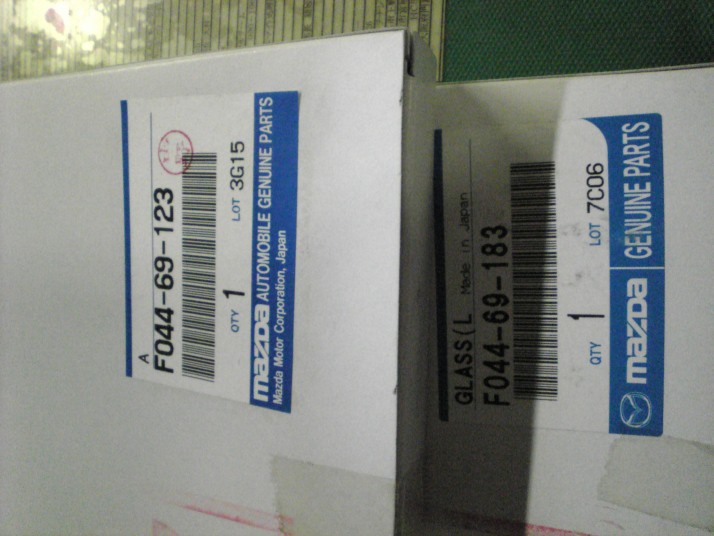 A
F044-69-123
QTY 1 LOT 3G15
mazda AUTOMOBILE GENUINE PARTS
Mazda Motor Corporation, Japan
GLASS(L Made in Japan
F044-69-183
QTY 1 LOT 7C06
mazda GENUINE PARTS